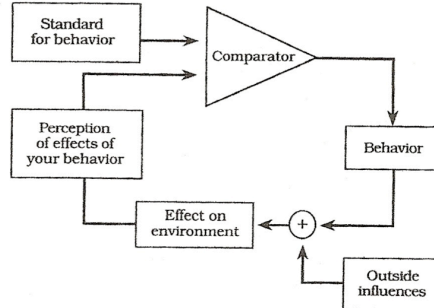 Standard
for behavior
Comparator
Perception
of effects of
your behavior
Behavior
Effect on
environment
+
Outside
influences